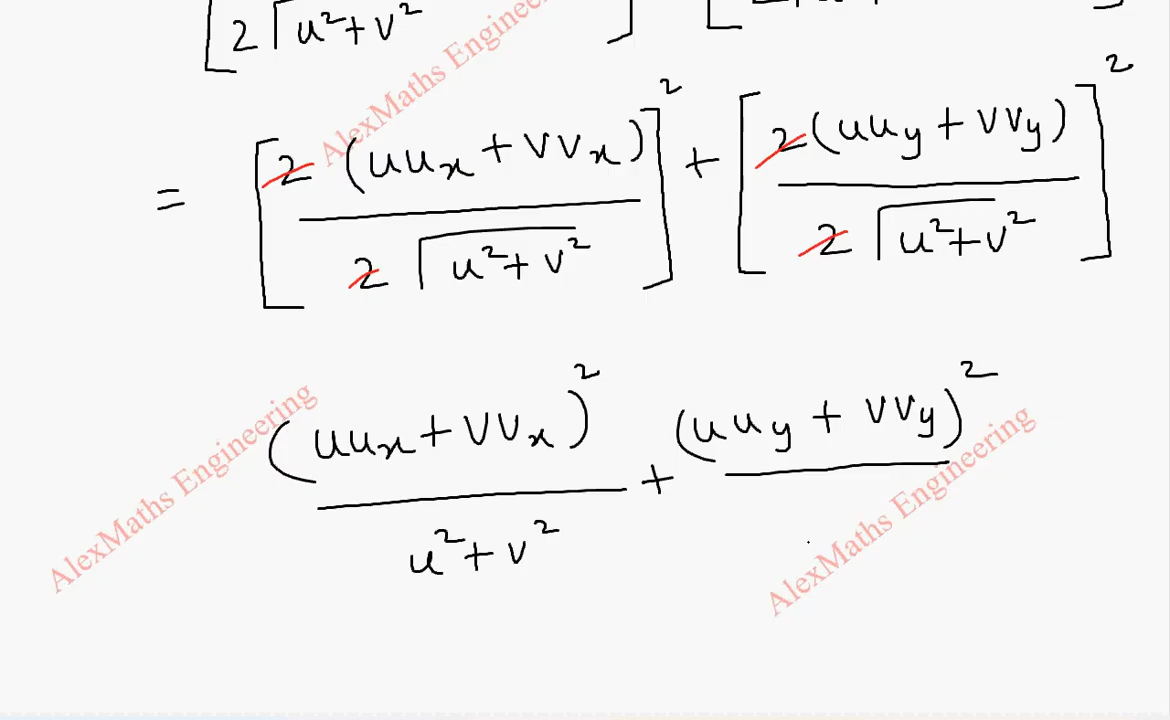 [2 √u²+v² ] [
= [2 (uuₓ + vvₓ) / 2 √u²+v²]² + [2 (uu_y + vv_y) / 2 √u²+v²]²
(uuₓ + vvₓ)² / u²+v² + (uu_y + vv_y)² /
AlexMaths Engineering
AlexMaths Engineering
AlexMaths Engineering